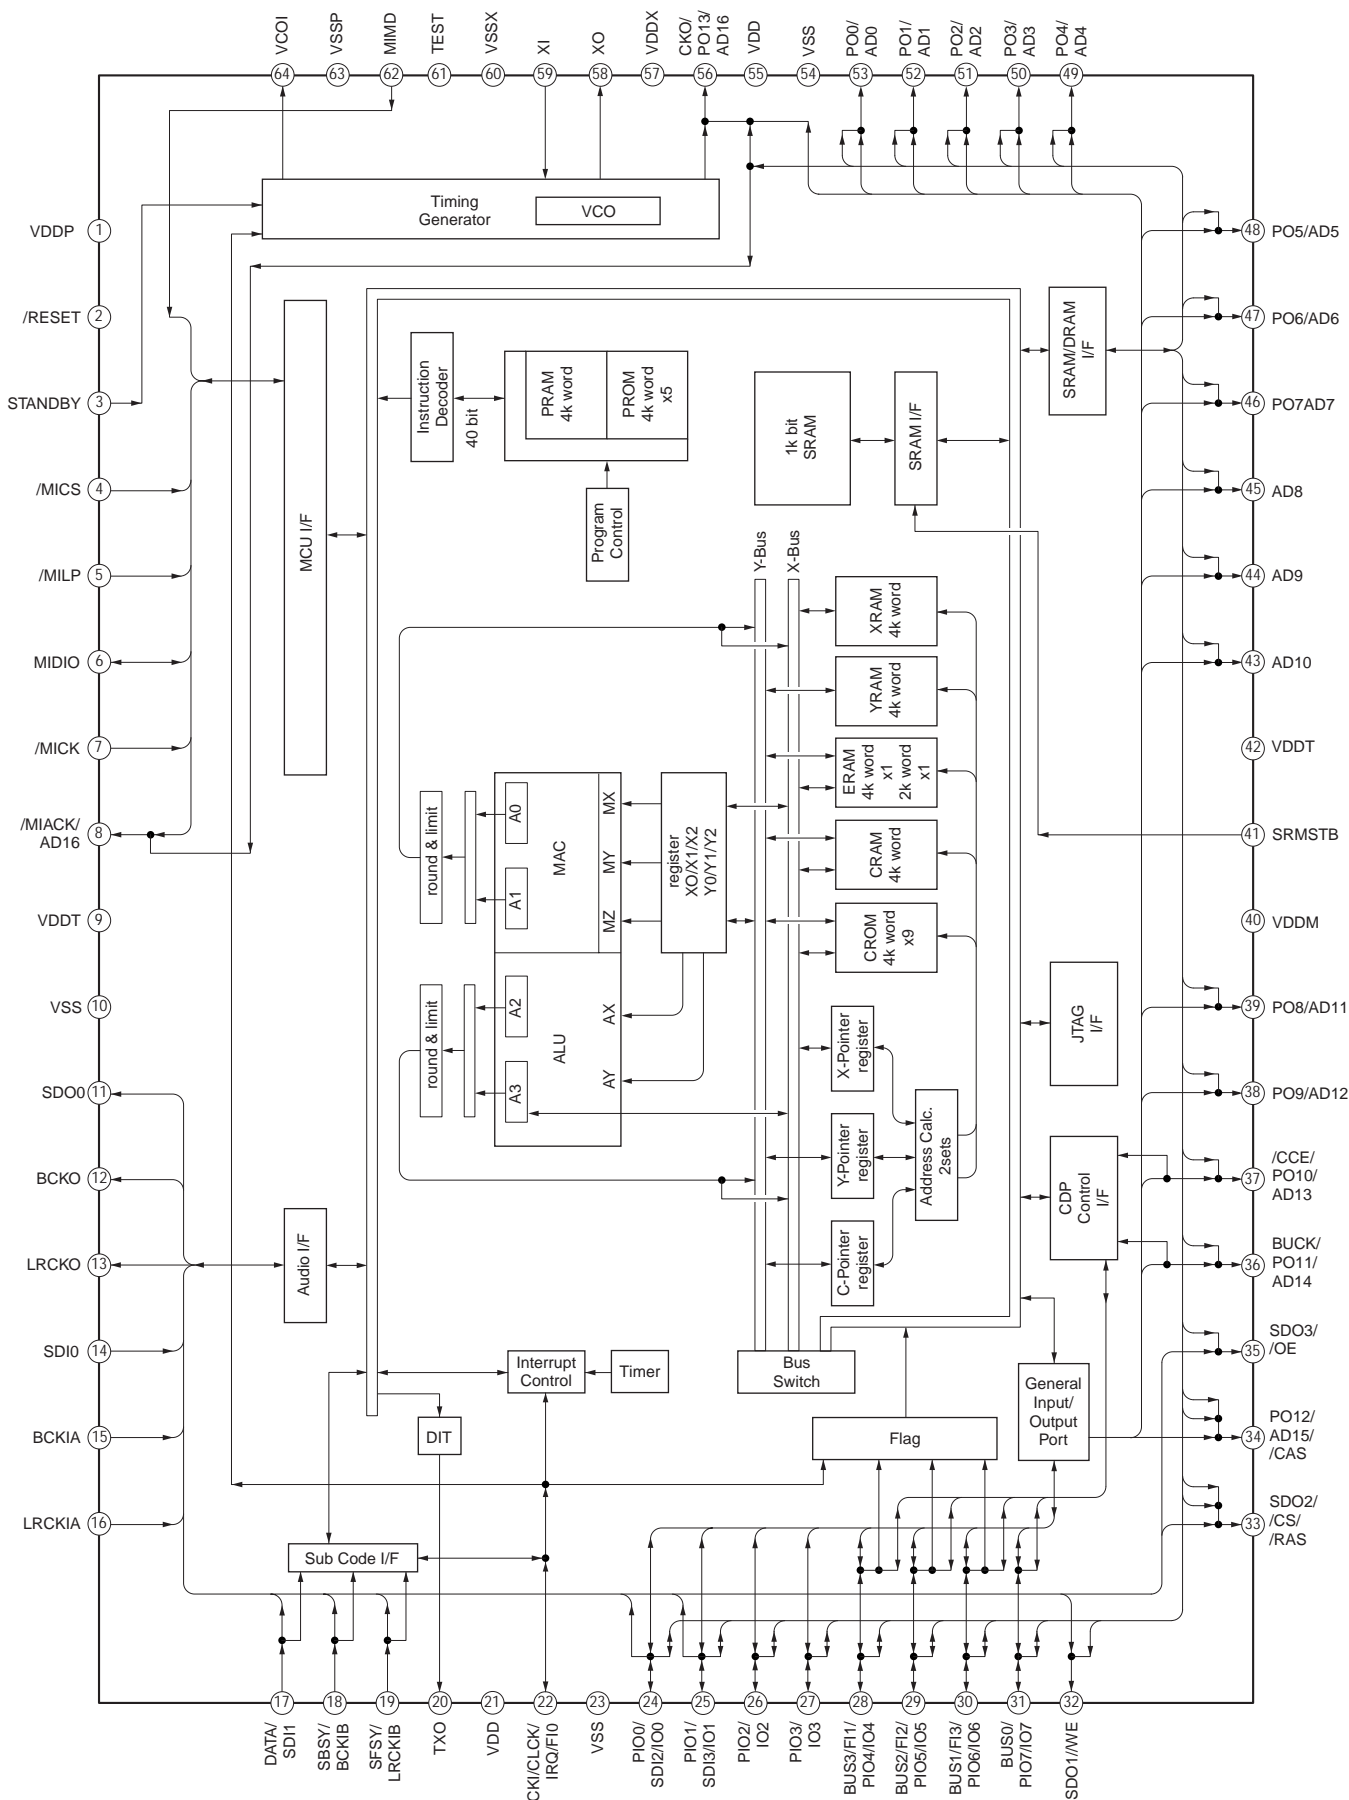 VCOI
VSSP
MIMD
TEST
VSSX
XI
XO
VDDX
CKO/
PO13/
AD16
VDD
VSS
PO0/
AD0
PO1/
AD1
PO2/
AD2
PO3/
AD3
PO4/
AD4
64
63
62
61
60
59
58
57
56
55
54
53
52
51
50
49
Timing
Generator
VCO
VDDP 1
/RESET 2
STANDBY 3
/MICS 4
/MILP 5
MIDIO 6
/MICK 7
/MIACK/
AD16
8
VDDT 9
VSS 10
SDO0 11
BCKO 12
LRCKO 13
SDI0 14
BCKIA 15
LRCKIA 16
48 PO5/AD5
47 PO6/AD6
46 PO7AD7
45 AD8
44 AD9
43 AD10
42 VDDT
41 SRMSTB
40 VDDM
39 PO8/AD11
38 PO9/AD12
37
/CCE/
PO10/
AD13
36
BUCK/
PO11/
AD14
35
SDO3/
/OE
34
PO12/
AD15/
/CAS
33
SDO2/
/CS/
/RAS
MCU I/F
Instruction
Decoder
40 bit
PRAM
4k word
PROM
4k word
x5
Program
Control
1k bit
SRAM
SRAM I/F
SRAM/DRAM
I/F
Y-Bus
X-Bus
XRAM
4k word
YRAM
4k word
ERAM
4k word
x1
2k word
x1
CRAM
4k word
CROM
4k word
x9
round & limit
A0
A1
MAC
MX
MY
MZ
register
XO/X1/X2
Y0/Y1/Y2
round & limit
A2
A3
ALU
AX
AY
X-Pointer
register
Y-Pointer
register
C-Pointer
register
Address Calc.
2sets
JTAG
I/F
CDP
Control
I/F
Audio I/F
Interrupt
Control
Timer
Bus
Switch
General
Input/
Output
Port
DIT
Flag
Sub Code I/F
17
18
19
20
21
22
23
24
25
26
27
28
29
30
31
32
DATA/
SDI1
SBSY/
BCKIB
SFSY/
LRCKIB
TXO
VDD
CKI/CLCK/
IRQ/FI0
VSS
PIO0/
SDI2/IO0
PIO1/
SDI3/IO1
PIO2/
IO2
PIO3/
IO3
BUS3/FI1/
PIO4/IO4
BUS2/FI2/
PIO5/IO5
BUS1/FI3/
PIO6/IO6
BUS0/
PIO7/IO7
SDO1//WE